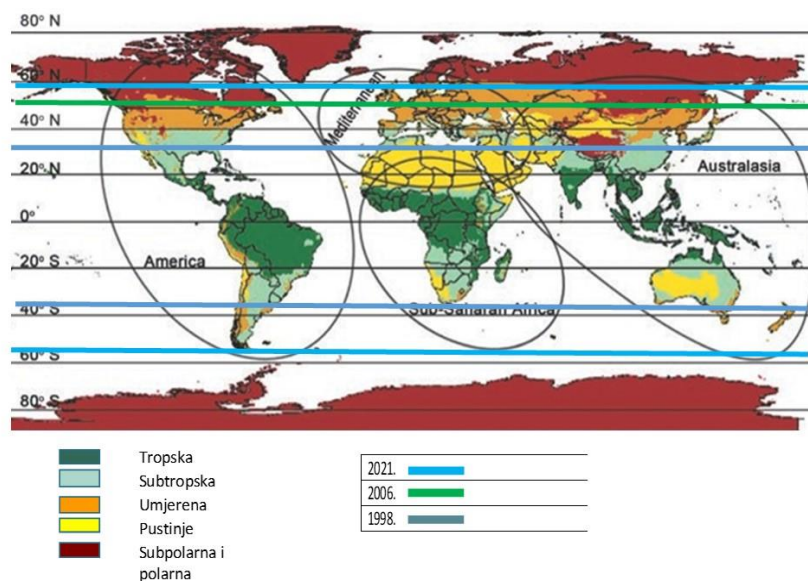 80° N
60° N
40° N
20° N
0°
20° S
40° S
60° S
80° S
Mediterranean
Australasia
America
Sub-Saharan Africa
Tropska
Subtropska
Umjerena
Pustinje
Subpolarna i
polarna
2021.
2006.
1998.